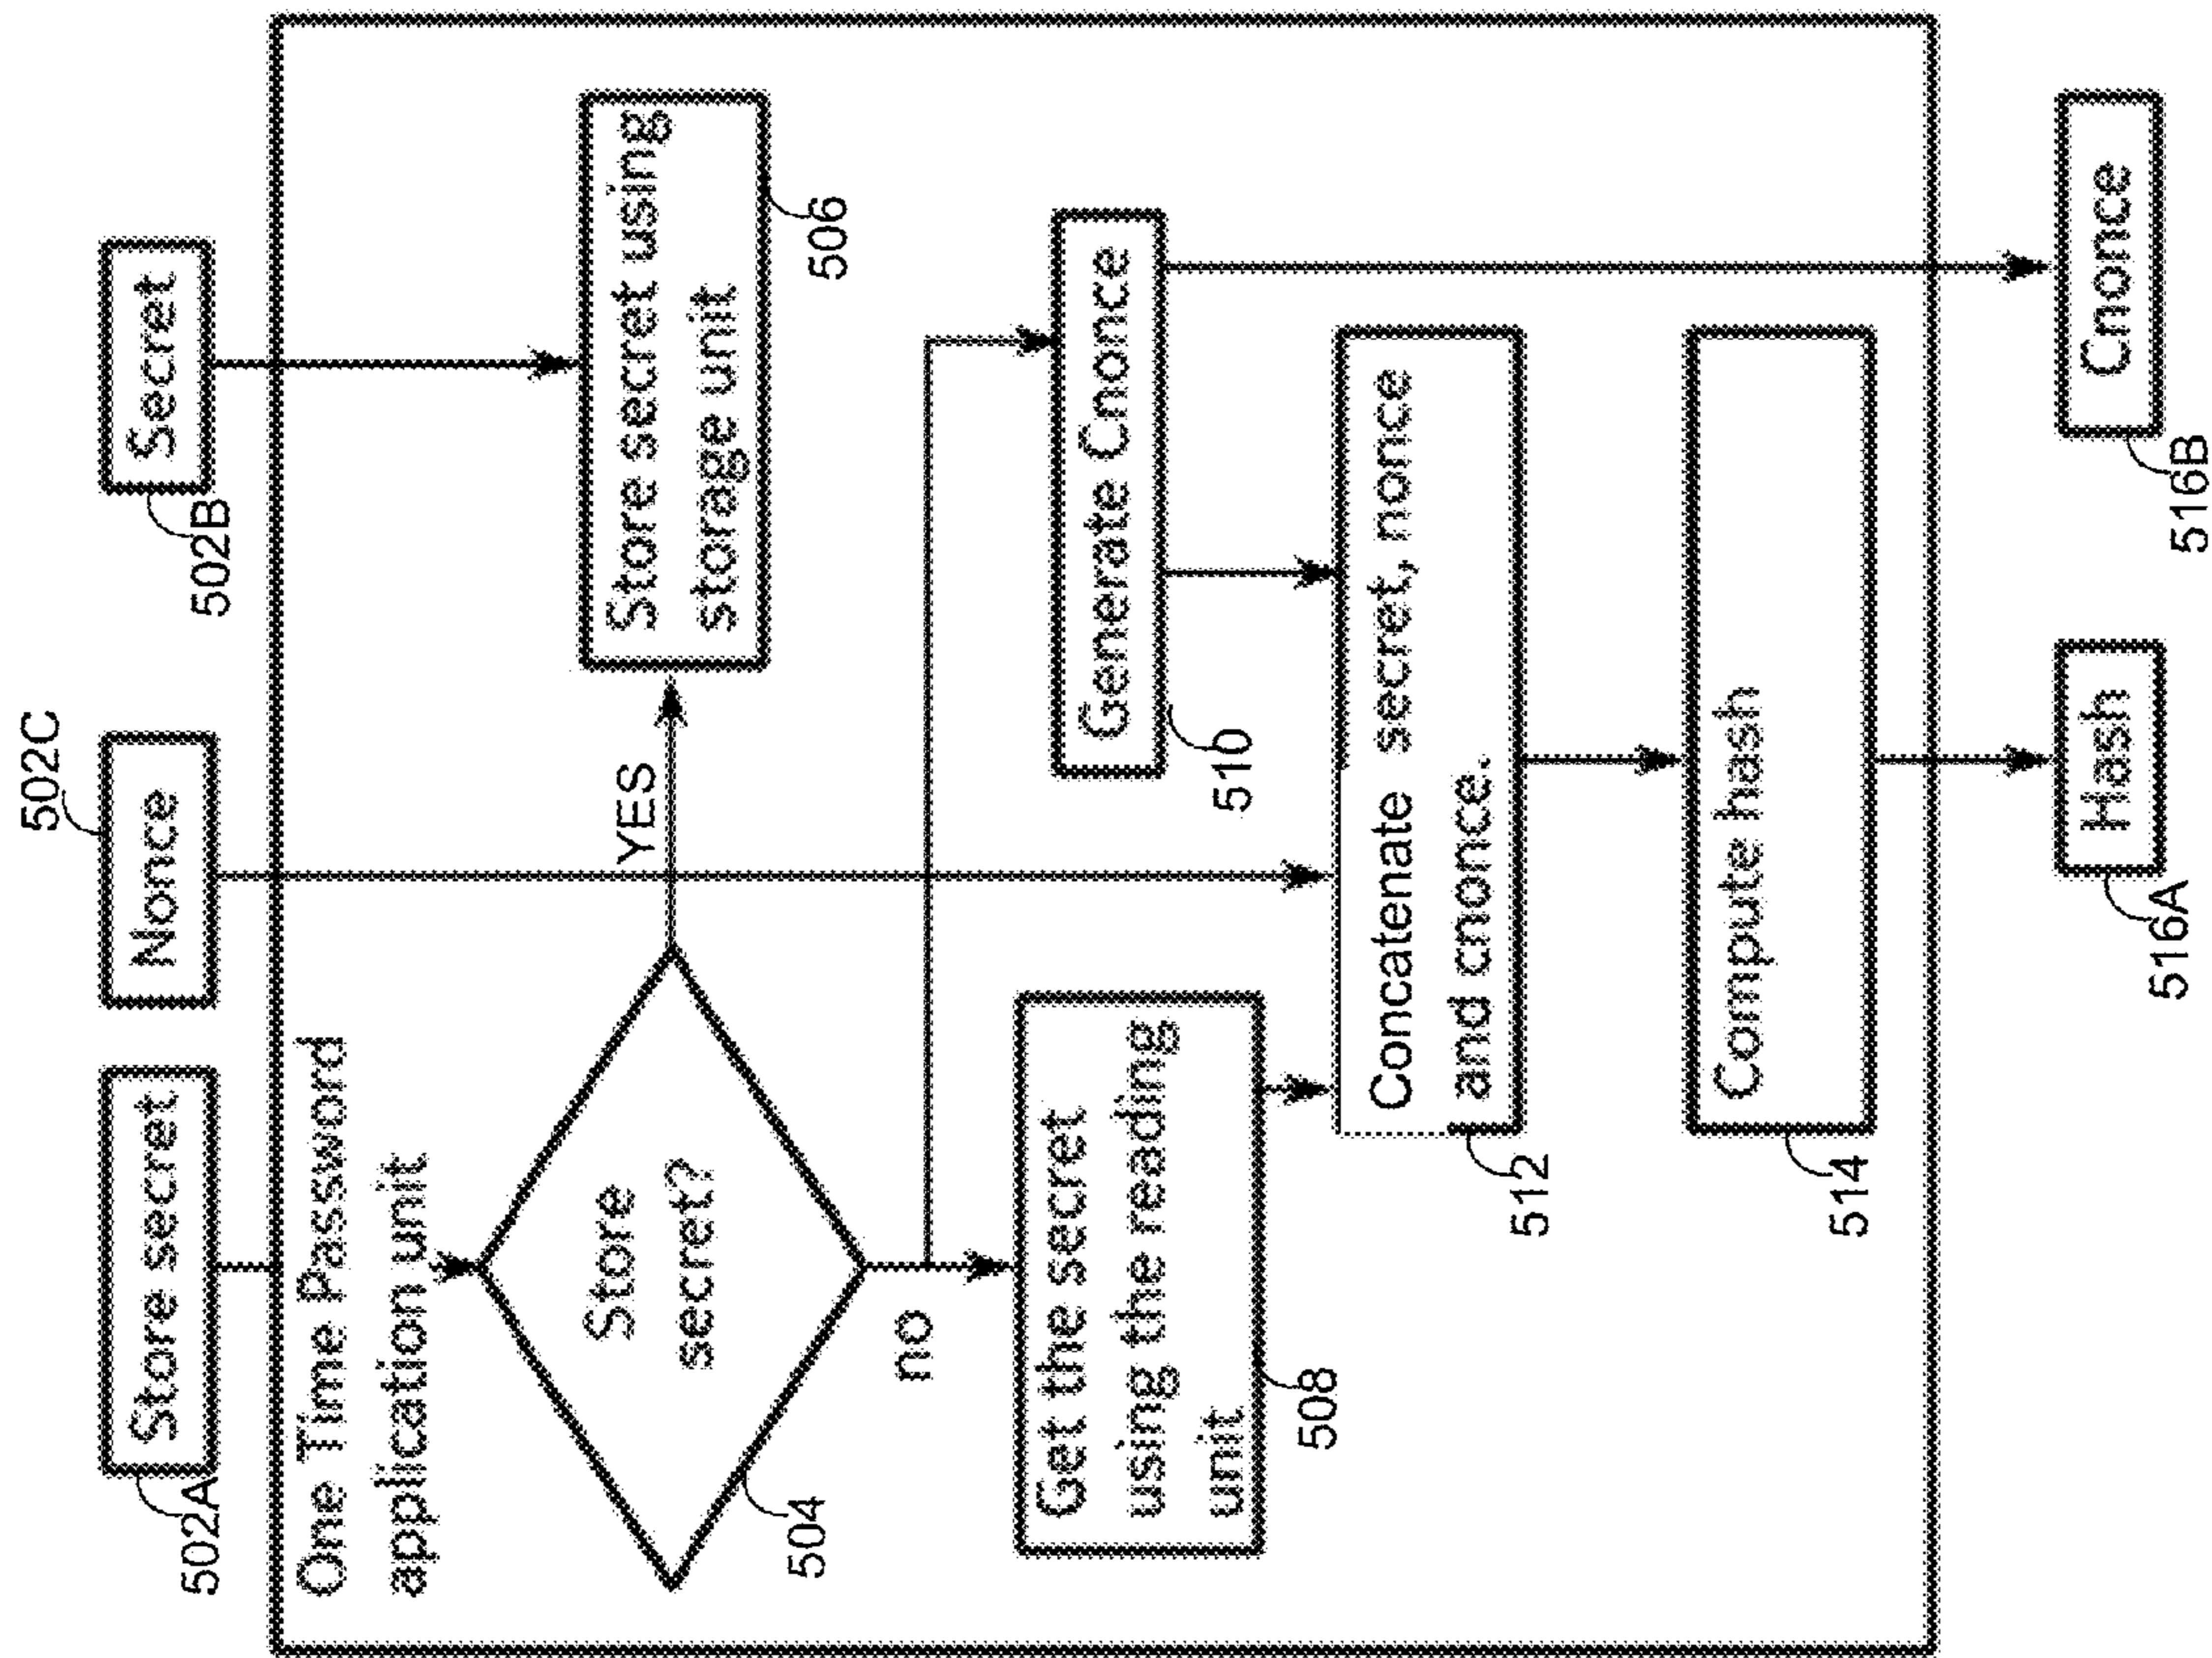 502A
Store secret
Nonce
502C
502B
Secret
One Time Password
application unit
Store
secret?
504
YES
Store secret using
storage unit
506
no
Get the secret
using the reading
unit
508
Generate Cnonce
510
Concatenate secret, nonce
and cnonce.
512
Compute hash
514
Hash
516A
Cnonce
516B